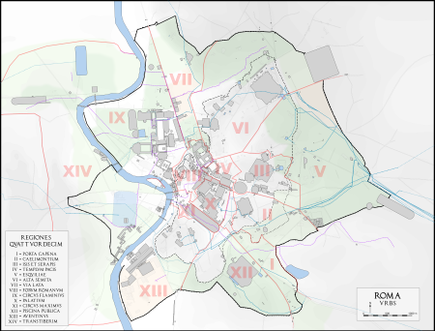 VII
IX
VI
XIV
IV
III
V
VIII
X
XI
II
I
XII
XIII
REGIONES
QVATTVORDECIM
I = PORTA CAPENA
II = CAELIMONTIVM
III = ISIS ET SERAPIS
IV = TEMPLVM PACIS
V = ESQVILIAE
VI = ALTA SEMITA
VII = VIA LATA
VIII = FORVM ROMANVM
IX = CIRCVS FLAMINIVS
X = PALATIVM
XI = CIRCVS MAXIMVS
XII = PISCINA PVBLICA
XIII = AVENTINVS
XIV = TRANSTIBERIM
ROMA
VRBS